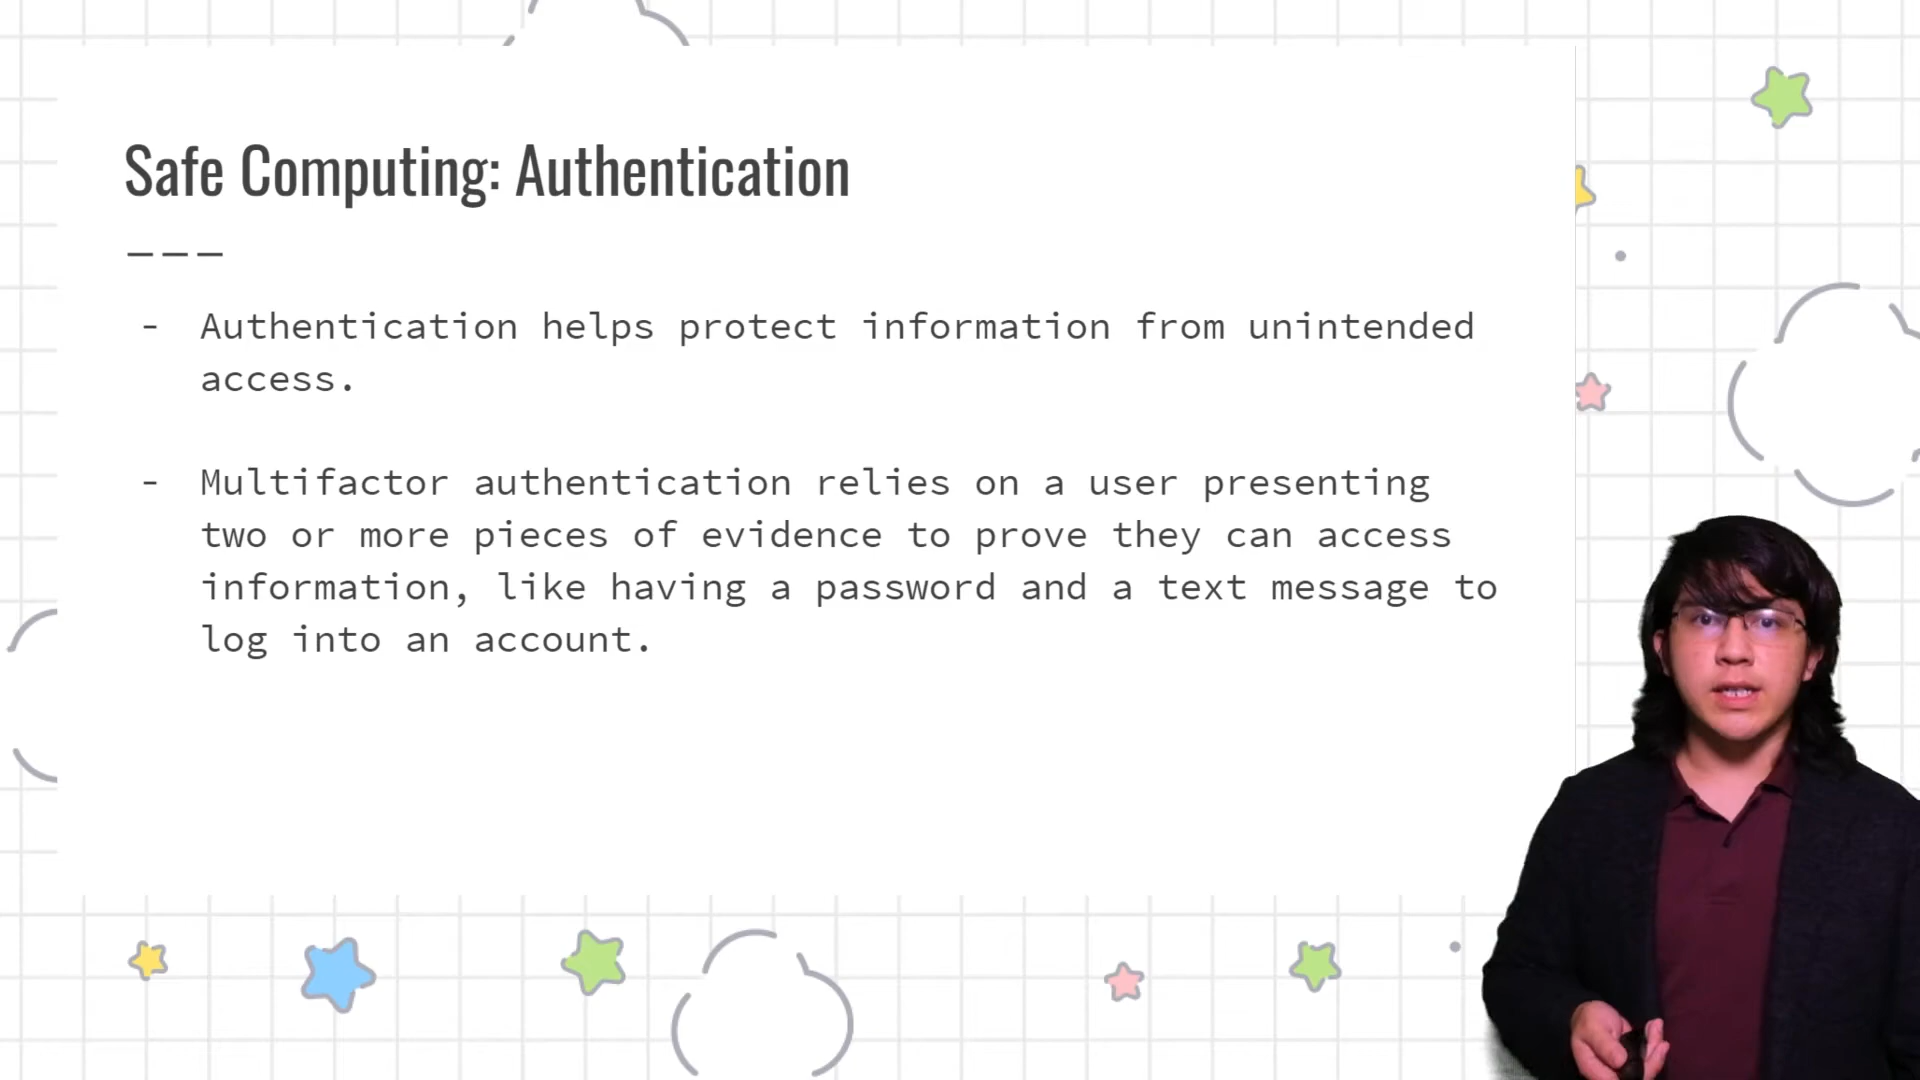 Safe Computing: Authentication
- Authentication helps protect information from unintended
access.
- Multifactor authentication relies on a user presenting
two or more pieces of evidence to prove they can access
information, like having a password and a text message to
log into an account.